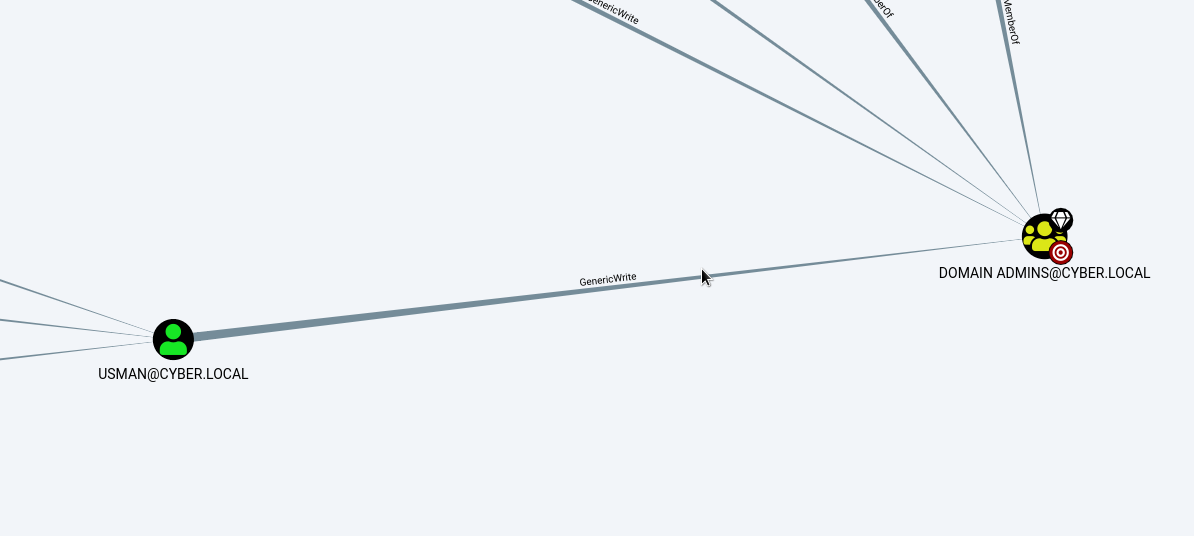 GenericWrite
MemberOf
GenericWrite
DOMAIN ADMINS@CYBER.LOCAL
USMAN@CYBER.LOCAL